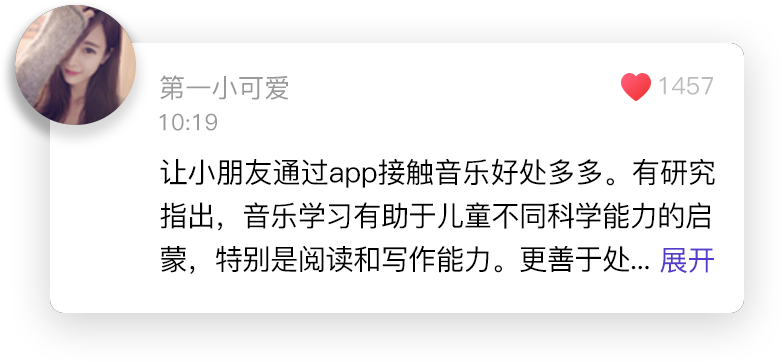 第一小可爱
1457
10:19
让小朋友通过app接触音乐好处多多。有研究
指出，音乐学习有助于儿童不同科学能力的启
蒙，特别是阅读和写作能力。更善于处... 展开